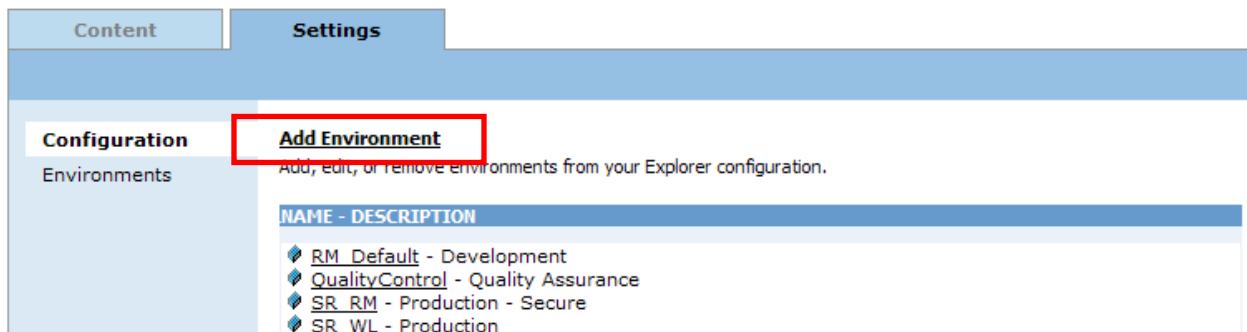 Content Settings
Configuration Add Environment
Environments Add, edit, or remove environments from your Explorer configuration.
NAME - DESCRIPTION
RM_Default - Development
QualityControl - Quality Assurance
SR_RM - Production - Secure
SR_WL - Production